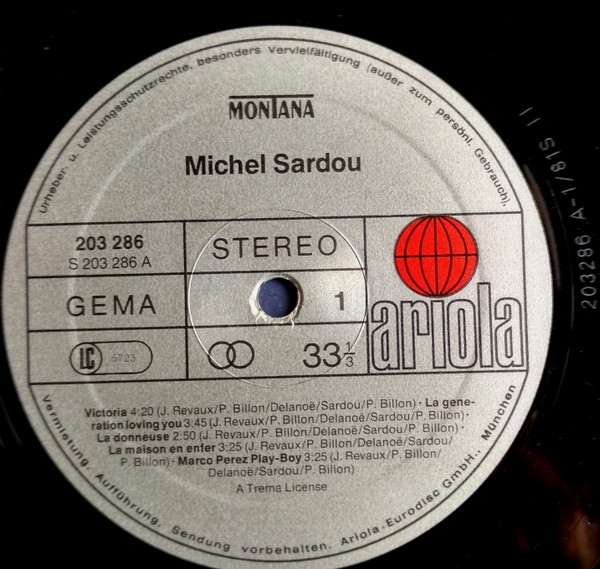 Urheber- u. Leistungsschutzrechte, besonders Vervielfältigung (außer zum persönl. Gebrauch),
MONTANA
Michel Sardou
203 286
S 203 286 A
STEREO
GEMA
1
ariola
LC 5723
33 1/3
Victoria 4:20 (J. Revaux/P. Billon/Delanoë/Sardou/P. Billon) · La gene-
ration loving you 3:45 (J. Revaux/P. Billon/Delanoë/Sardou/P. Billon) ·
La donneuse 2:50 (J. Revaux/P. Billon/Delanoë/Sardou/P. Billon) ·
La maison en enfer 3:25 (J. Revaux/P. Billon/Delanoë/Sardou/
P. Billon) · Marco Perez Play-Boy 3:25 (J. Revaux/P. Billon/
Delanoë/Sardou/P. Billon)
A Trema License
Vermietung, Aufführung, Sendung vorbehalten. Ariola-Eurodisc GmbH., München
203286 A-1/81S